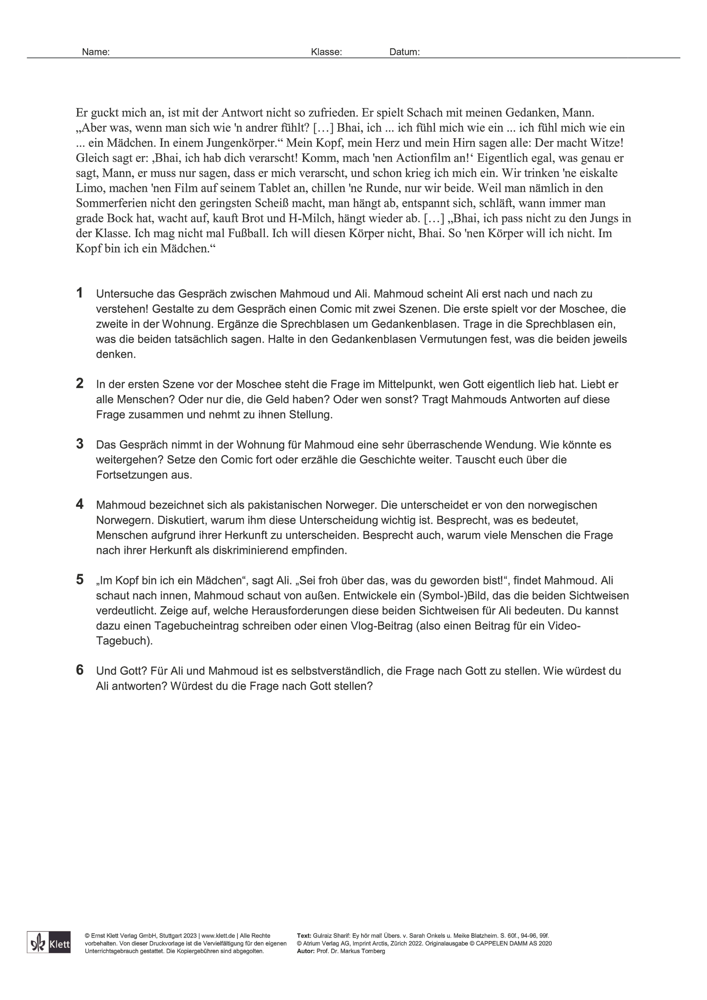 Name: Klasse: Datum:
Er guckt mich an, ist mit der Antwort nicht so zufrieden. Er spielt Schach mit meinen Gedanken, Mann.
„Aber was, wenn man sich wie 'n andrer fühlt? […] Bhai, ich ... ich fühl mich wie ein ... ich fühl mich wie ein
... ein Mädchen. In einem Jungenkörper.“ Mein Kopf, mein Herz und mein Hirn sagen alle: Der macht Witze!
Gleich sagt er: ‚Bhai, ich hab dich verarscht! Komm, mach 'nen Actionfilm an!‘ Eigentlich egal, was genau er
sagt, Mann, er muss nur sagen, dass er mich verarscht, und schon krieg ich mich ein. Wir trinken 'ne eiskalte
Limo, machen 'nen Film auf seinem Tablet an, chillen 'ne Runde, nur wir beide. Weil man nämlich in den
Sommerferien nicht den geringsten Scheiß macht, man hängt ab, entspannt sich, schläft, wann immer man
grade Bock hat, wacht auf, kauft Brot und H-Milch, hängt wieder ab. […] „Bhai, ich pass nicht zu den Jungs in
der Klasse. Ich mag nicht mal Fußball. Ich will diesen Körper nicht, Bhai. So 'nen Körper will ich nicht. Im
Kopf bin ich ein Mädchen.“
1 Untersuche das Gespräch zwischen Mahmoud und Ali. Mahmoud scheint Ali erst nach und nach zu
verstehen! Gestalte zu dem Gespräch einen Comic mit zwei Szenen. Die erste spielt vor der Moschee, die
zweite in der Wohnung. Ergänze die Sprechblasen um Gedankenblasen. Trage in die Sprechblasen ein,
was die beiden tatsächlich sagen. Halte in den Gedankenblasen Vermutungen fest, was die beiden jeweils
denken.
2 In der ersten Szene vor der Moschee steht die Frage im Mittelpunkt, wen Gott eigentlich lieb hat. Liebt er
alle Menschen? Oder nur die, die Geld haben? Oder wen sonst? Tragt Mahmouds Antworten auf diese
Frage zusammen und nehmt zu ihnen Stellung.
3 Das Gespräch nimmt in der Wohnung für Mahmoud eine sehr überraschende Wendung. Wie könnte es
weitergehen? Setze den Comic fort oder erzähle die Geschichte weiter. Tauscht euch über die
Fortsetzungen aus.
4 Mahmoud bezeichnet sich als pakistanischen Norweger. Die unterscheidet er von den norwegischen
Norwegern. Diskutiert, warum ihm diese Unterscheidung wichtig ist. Besprecht, was es bedeutet,
Menschen aufgrund ihrer Herkunft zu unterscheiden. Besprecht auch, warum viele Menschen die Frage
nach ihrer Herkunft als diskriminierend empfinden.
5 „Im Kopf bin ich ein Mädchen“, sagt Ali. „Sei froh über das, was du geworden bist!“, findet Mahmoud. Ali
schaut nach innen, Mahmoud schaut von außen. Entwickele ein (Symbol-)Bild, das die beiden Sichtweisen
verdeutlicht. Zeige auf, welche Herausforderungen diese beiden Sichtweisen für Ali bedeuten. Du kannst
dazu einen Tagebucheintrag schreiben oder einen Vlog-Beitrag (also einen Beitrag für ein Video-
Tagebuch).
6 Und Gott? Für Ali und Mahmoud ist es selbstverständlich, die Frage nach Gott zu stellen. Wie würdest du
Ali antworten? Würdest du die Frage nach Gott stellen?
Klett
© Ernst Klett Verlag GmbH, Stuttgart 2023 | www.klett.de | Alle Rechte
vorbehalten. Von dieser Druckvorlage ist die Vervielfältigung für den eigenen
Unterrichtsgebrauch gestattet. Die Kopiergebühren sind abgegolten.
Text: Gulraiz Sharif: Ey hör mal! Übers. v. Sarah Onkels u. Meike Blatzheim. S. 60f., 94-96, 99f.
© Atrium Verlag AG, Imprint Arctis, Zürich 2022. Originalausgabe © CAPPELEN DAMM AS 2020
Autor: Prof. Dr. Markus Tomberg